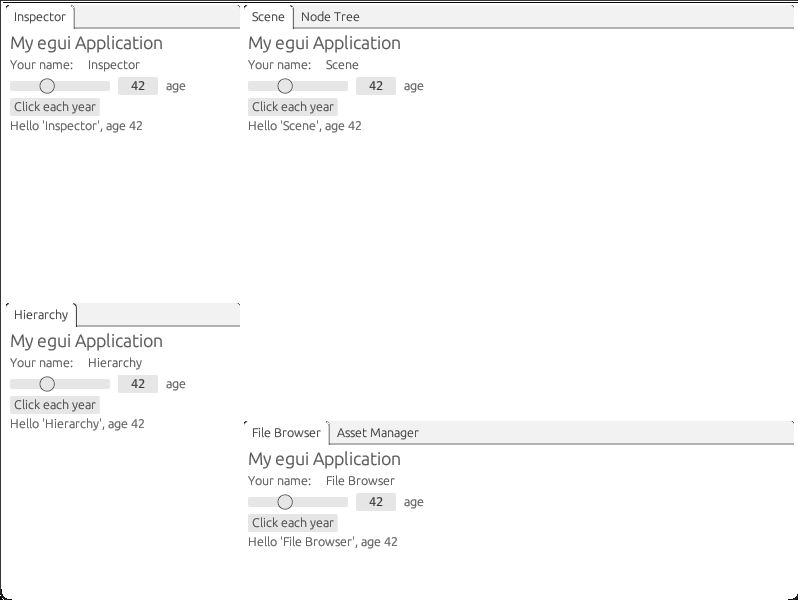 Inspector
My egui Application
Your name: Inspector
42 age
Click each year
Hello 'Inspector', age 42
Scene Node Tree
My egui Application
Your name: Scene
42 age
Click each year
Hello 'Scene', age 42
Hierarchy
My egui Application
Your name: Hierarchy
42 age
Click each year
Hello 'Hierarchy', age 42
File Browser Asset Manager
My egui Application
Your name: File Browser
42 age
Click each year
Hello 'File Browser', age 42